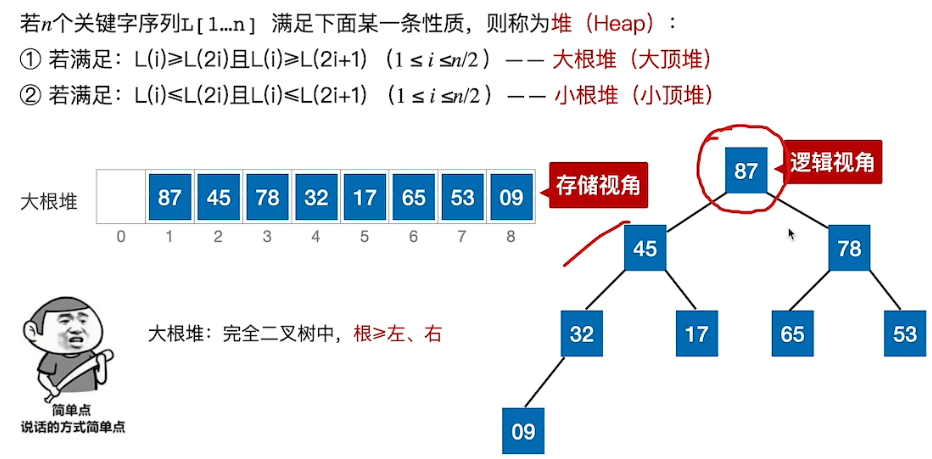 若n个关键字序列L[1…n] 满足下面某一条性质，则称为堆（Heap）：
① 若满足：L(i)≥L(2i)且L(i)≥L(2i+1)（1 ≤ i ≤n/2 ）—— 大根堆（大顶堆）
② 若满足：L(i)≤L(2i)且L(i)≤L(2i+1)（1 ≤ i ≤n/2 ）—— 小根堆（小顶堆）
大根堆
87 45 78 32 17 65 53 09
0 1 2 3 4 5 6 7 8
存储视角
87
逻辑视角
45 78
32 17 65 53
09
大根堆：完全二叉树中，根≥左、右
简单点
说话的方式简单点